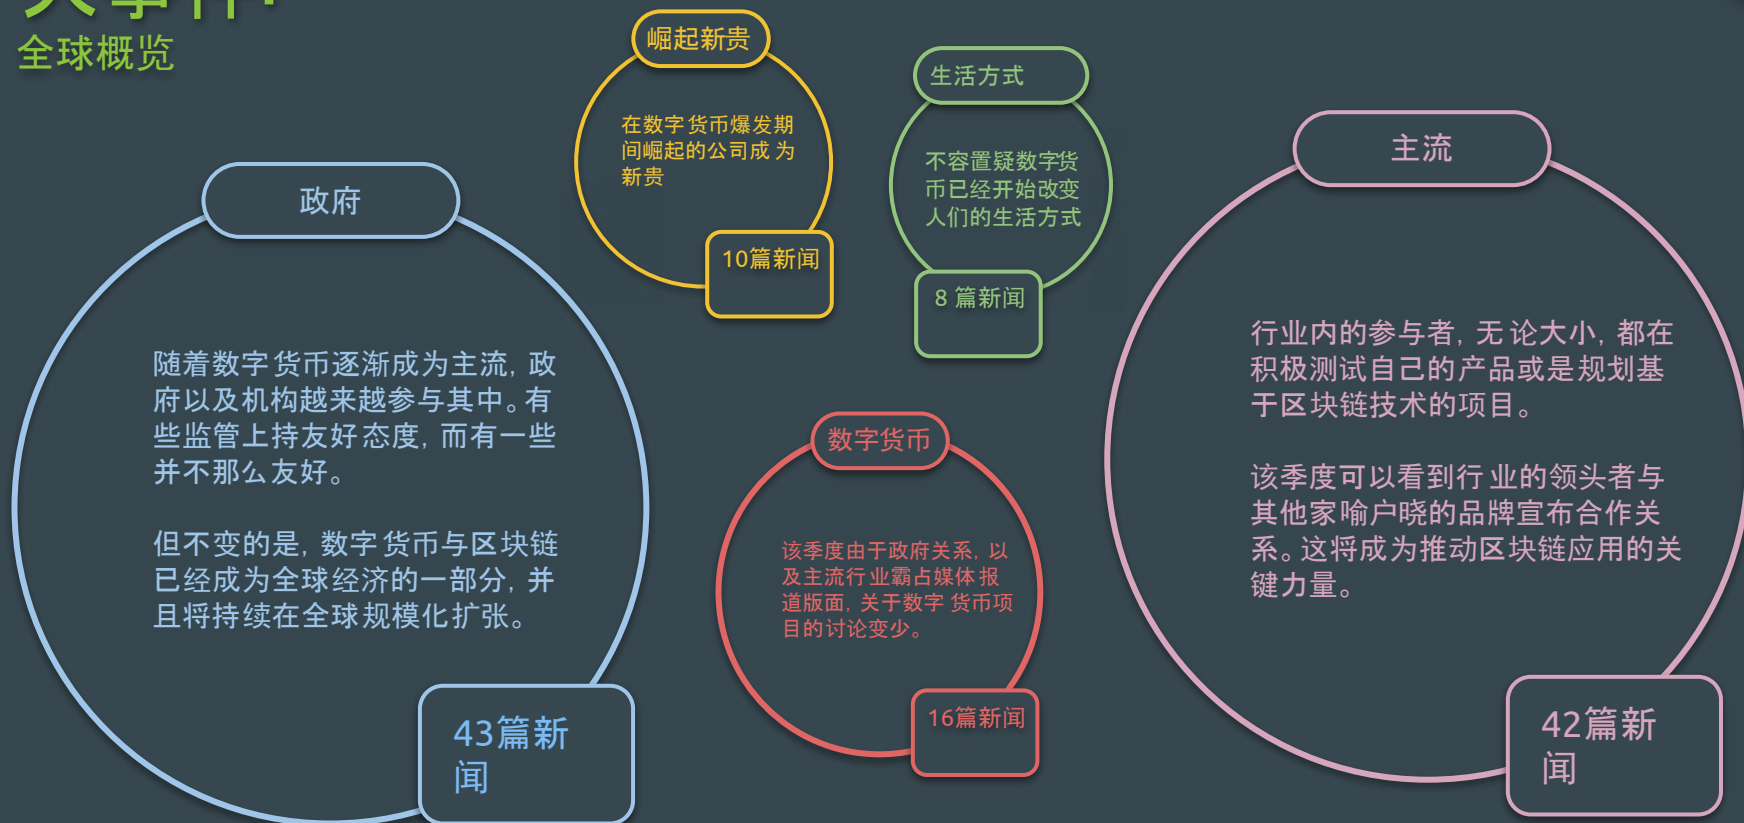 大事件:
全球概览
崛起新贵
在数字货币爆发期
间崛起的公司成为
新贵
10篇新闻
生活方式
不容置疑数字货
币已经开始改变
人们的生活方式
8 篇新闻
政府
随着数字货币逐渐成为主流, 政
府以及机构越来越参与其中。有
些监管上持友好态度, 而有一些
并不那么友好。
但不变的是, 数字货币与区块链
已经成为全球经济的一部分, 并
且将持续在全球规模化扩张。
43篇新
闻
数字货币
该季度由于政府关系, 以
及主流行业霸占媒体报
道版面, 关于数字货币项
目的讨论变少。
16篇新闻
主流
行业内的参与者, 无论大小, 都在
积极测试自己的产品或是规划基
于区块链技术的项目。
该季度可以看到行业的领头者与
其他家喻户晓的品牌宣布合作关
系。这将成为推动区块链应用的关
键力量。
42篇新
闻